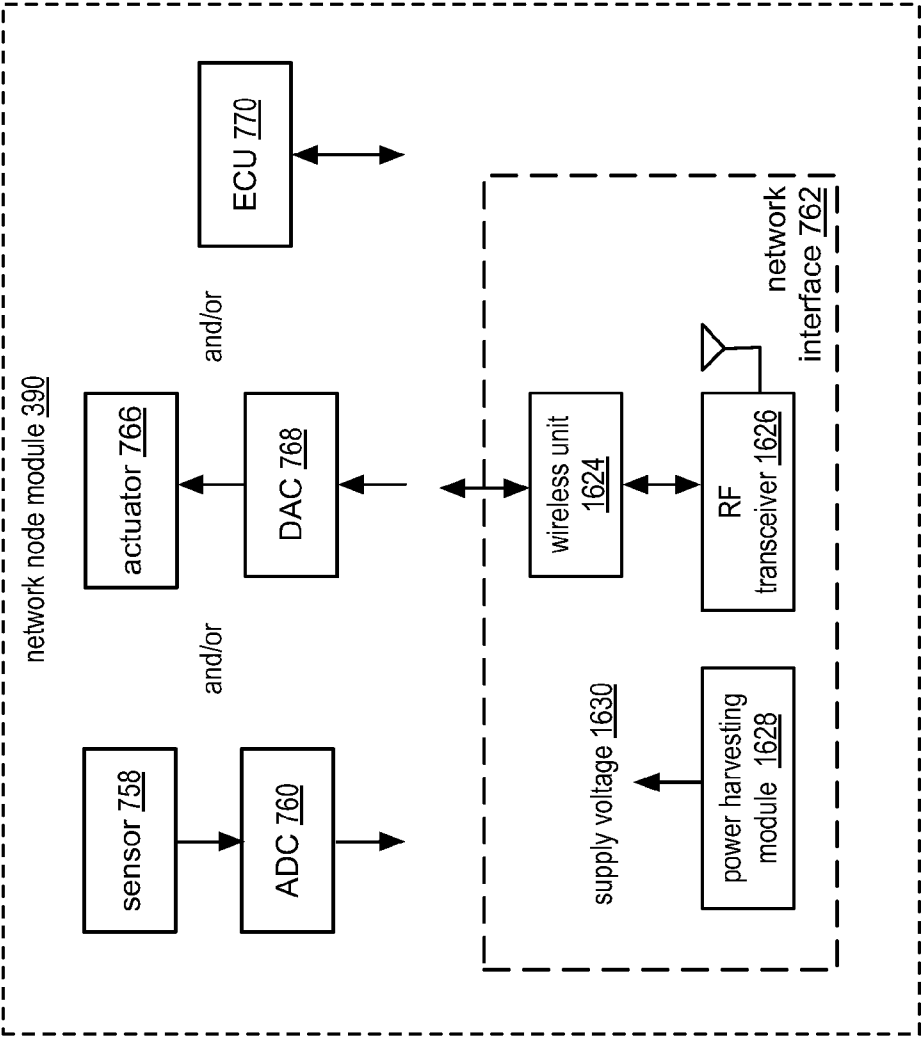 network node module 390
sensor 758
ADC 760
and/or
actuator 766
DAC 768
and/or
ECU 770
supply voltage 1630
power harvesting
module 1628
wireless unit
1624
RF
transceiver 1626
network
interface 762